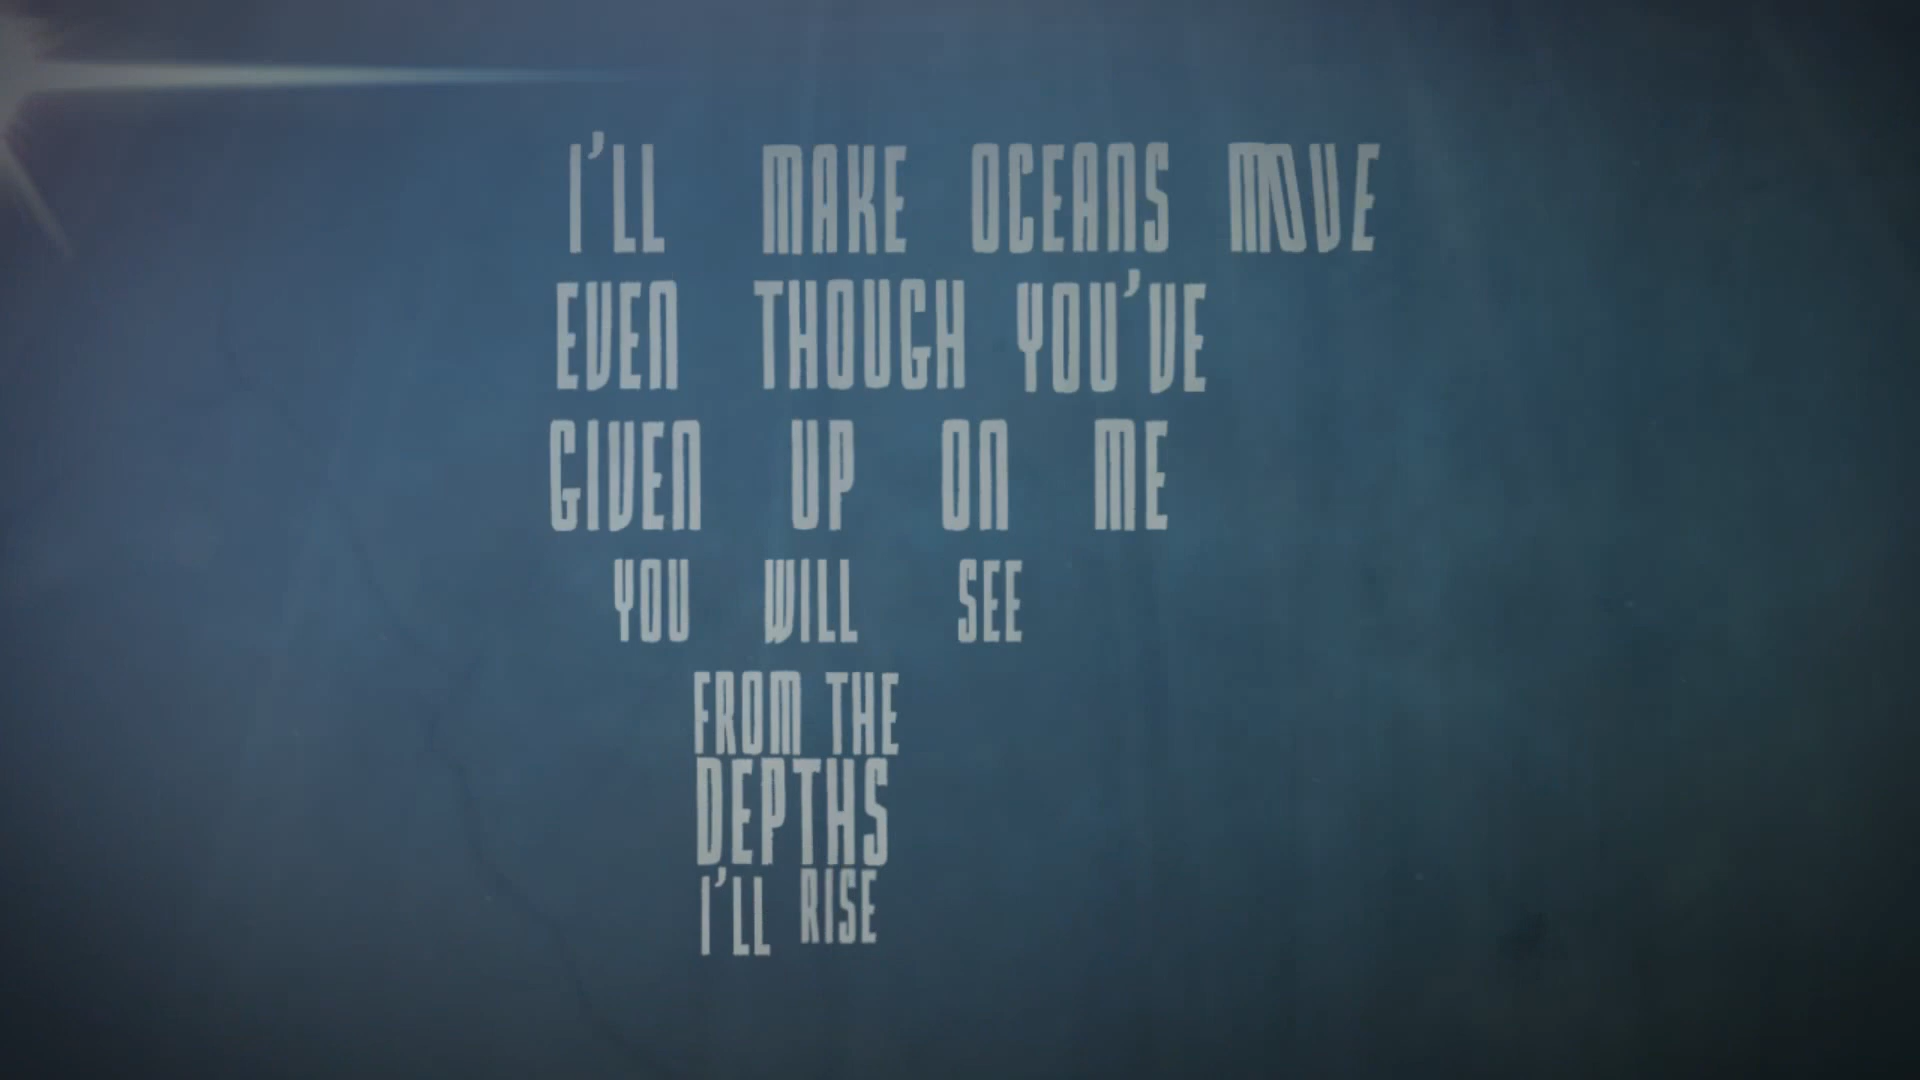 I'LL MAKE OCEANS MOVE
EVEN THOUGH YOU'VE
GIVEN UP ON ME
YOU WILL SEE
FROM THE
DEPTHS
I'LL RISE